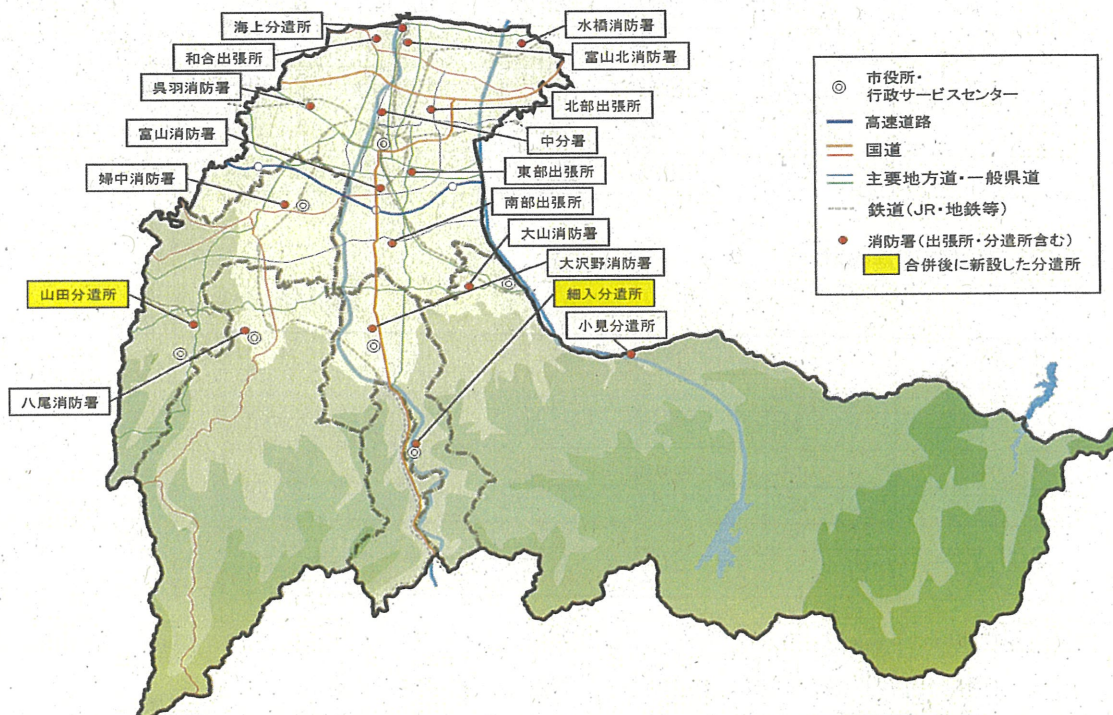 海上分遣所
水橋消防署
和合出張所
富山北消防署
呉羽消防署
北部出張所
富山消防署
中分署
東部出張所
婦中消防署
南部出張所
大山消防署
大沢野消防署
山田分遣所
細入分遣所
小見分遣所
八尾消防署
市役所・
行政サービスセンター
高速道路
国道
主要地方道・一般県道
鉄道(JR・地鉄等)
消防署(出張所・分遣所含む)
合併後に新設した分遣所